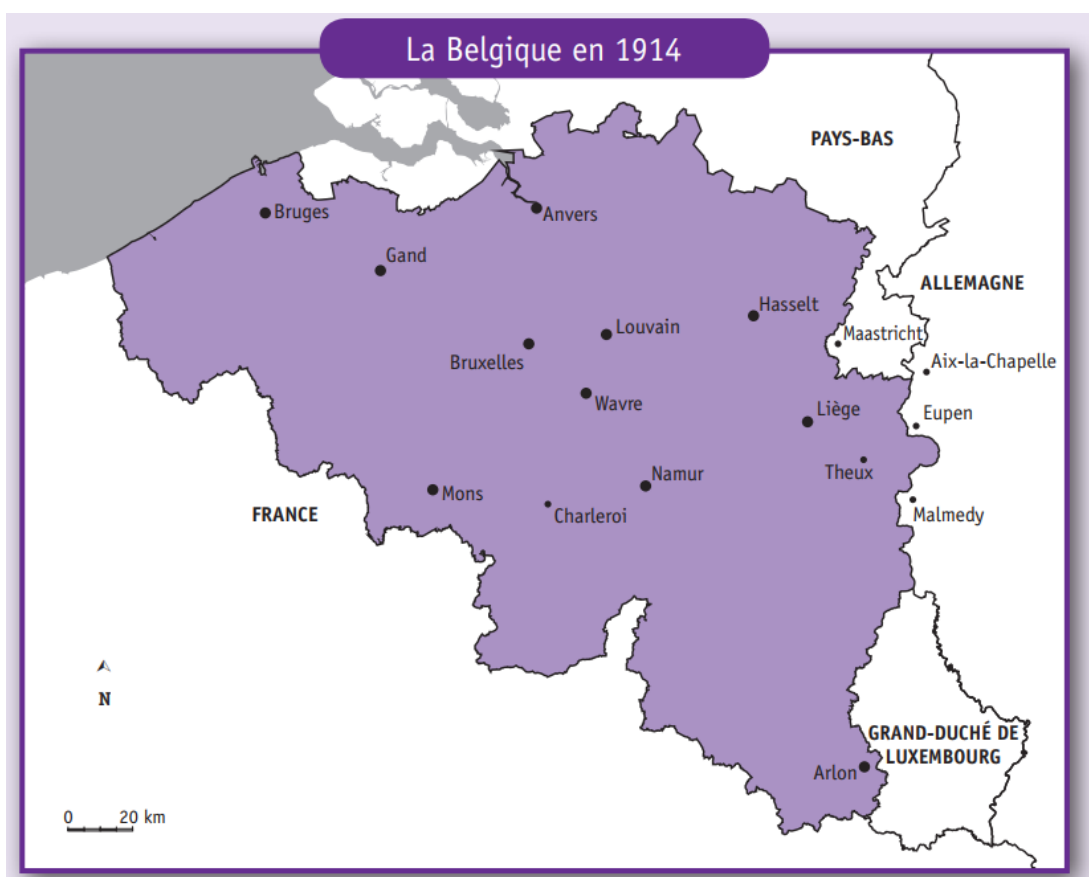 La Belgique en 1914
PAYS-BAS
Bruges
Anvers
Gand
ALLEMAGNE
Hasselt
Louvain
Maastricht
Bruxelles
Aix-la-Chapelle
Wavre
Liège
Eupen
Theux
Namur
Mons
Malmedy
FRANCE
Charleroi
N
GRAND-DUCHÉ DE
LUXEMBOURG
Arlon
0 20 km